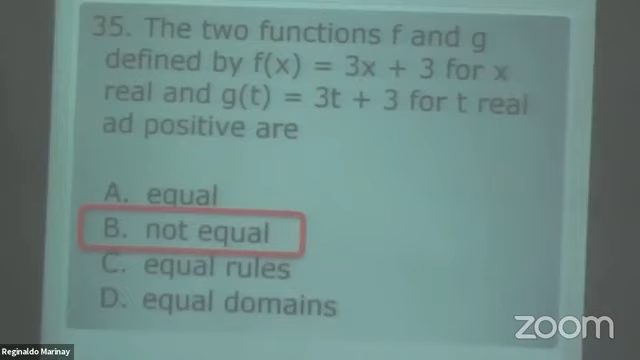 35. The two functions f and g
defined by f(x) = 3x + 3 for x
real and g(t) = 3t + 3 for t real
ad positive are
A. equal
B. not equal
C. equal rules
D. equal domains
zoom
Reginaldo Marinay